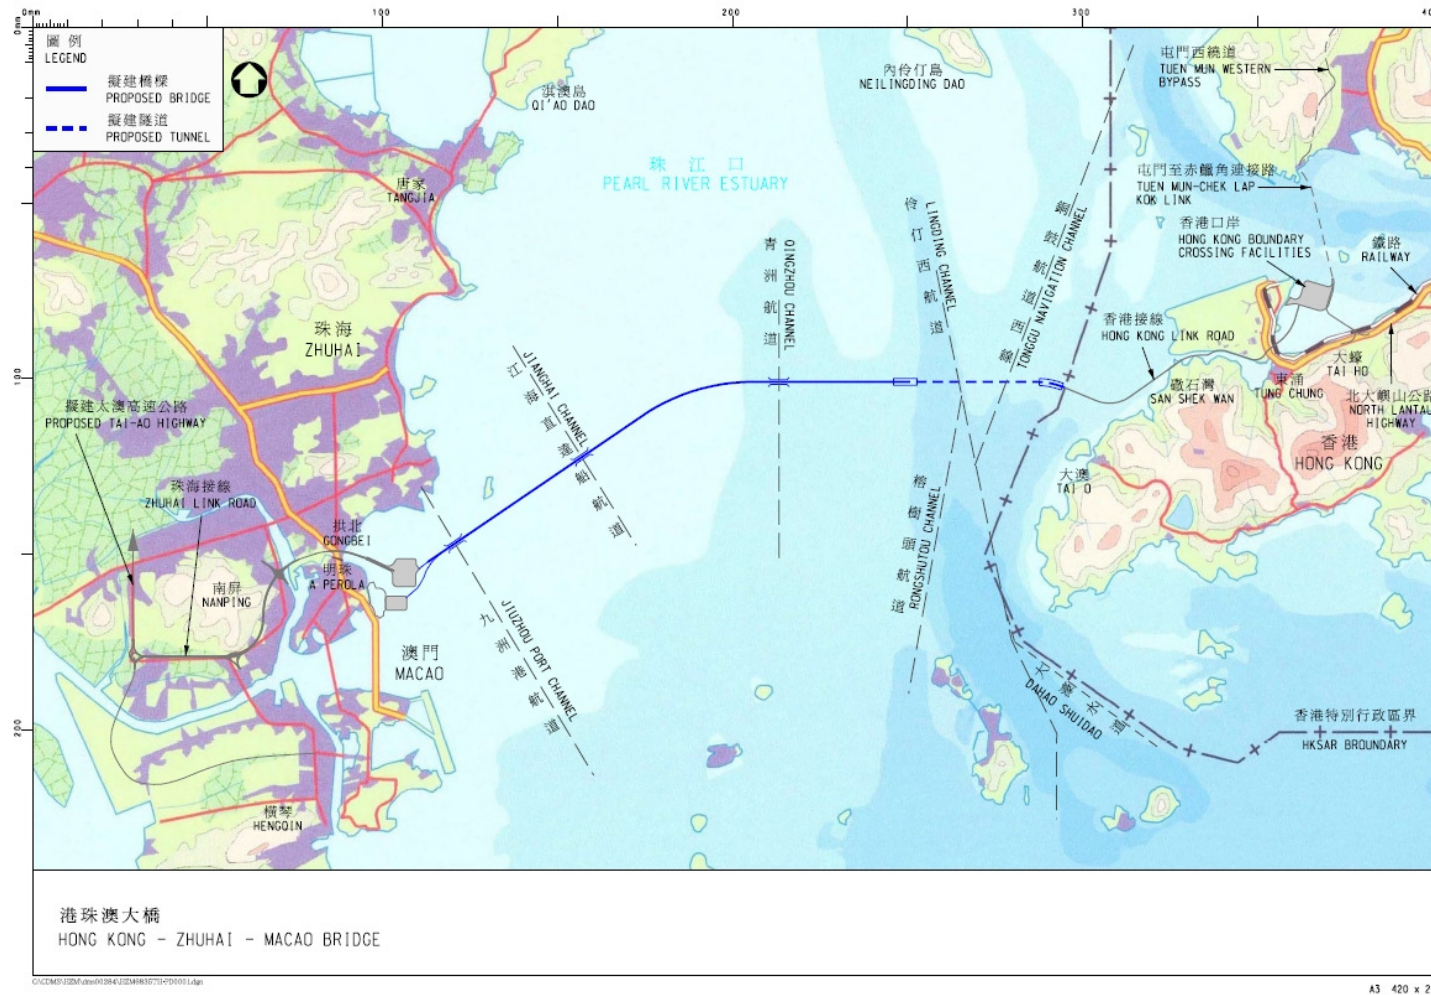 0mm
100
200
300
40
0mm
100
200
圖 例
LEGEND
擬建橋樑
PROPOSED BRIDGE
擬建隧道
PROPOSED TUNNEL
淇澳島
QI'AO DAO
內伶仃島
NEILINGDING DAO
屯門西繞道
TUEN MUN WESTERN
BYPASS
珠 江 口
PEARL RIVER ESTUARY
唐家
TANGJIA
屯門至赤鱲角連接路
TUEN MUN-CHEK LAP
KOK LINK
香港口岸
HONG KONG BOUNDARY
CROSSING FACILITIES
鐵路
RAILWAY
青洲航道
QINGZHOU CHANNEL
伶仃西航道
LINGDING CHANNEL
銅鼓航道西線
TONGGU NAVIGATION CHANNEL
珠海
ZHUHAI
江海直達船航道
JIANGHAI CHANNEL
香港接線
HONG KONG LINK ROAD
大蠔
TAI HO
東涌
TUNG CHUNG
䃟石灣
SAN SHEK WAN
北大嶼山公路
NORTH LANTAU
HIGHWAY
擬建太澳高速公路
PROPOSED TAI-AO HIGHWAY
香港
HONG KONG
大澳
TAI O
珠海接線
ZHUHAI LINK ROAD
拱北
GONGBEI
明珠
A PEROLA
南屏
NANPING
榕樹頭航道
RONGSHUTOU CHANNEL
九洲港航道
JIUZHOU PORT CHANNEL
澳門
MACAO
大濠水道
DAHAO SHUIDAO
香港特別行政區界
HKSAR BROUNDARY
橫琴
HENGQIN
港珠澳大橋
HONG KONG - ZHUHAI - MACAO BRIDGE
A3 420 x 2